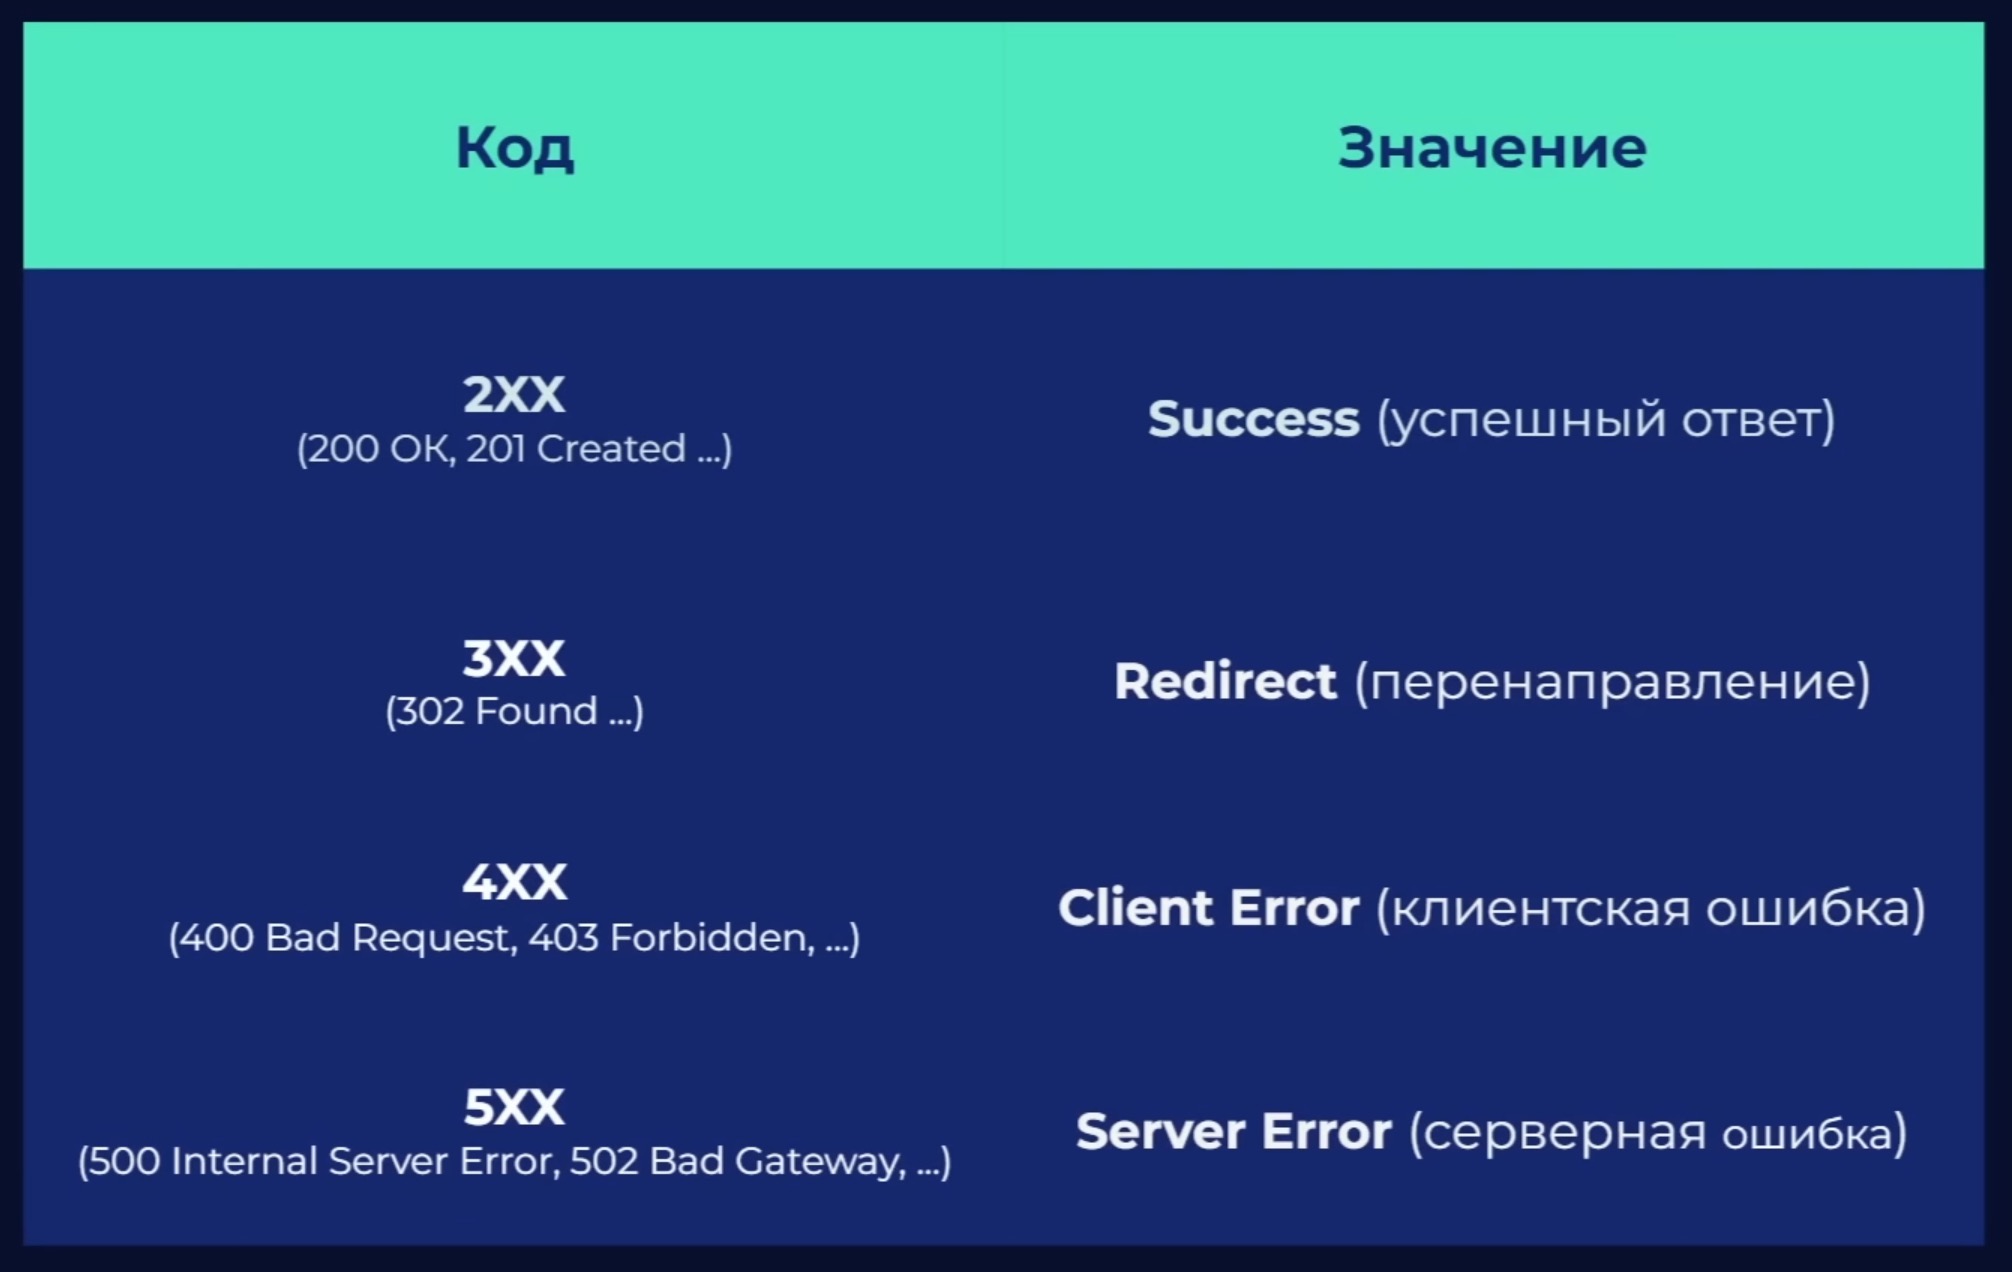 Код
Значение
2XX
(200 ОК, 201 Created ...)
Success (успешный ответ)
3XX
(302 Found ...)
Redirect (перенаправление)
4XX
(400 Bad Request, 403 Forbidden, ...)
Client Error (клиентская ошибка)
5XX
(500 Internal Server Error, 502 Bad Gateway, ...)
Server Error (серверная ошибка)